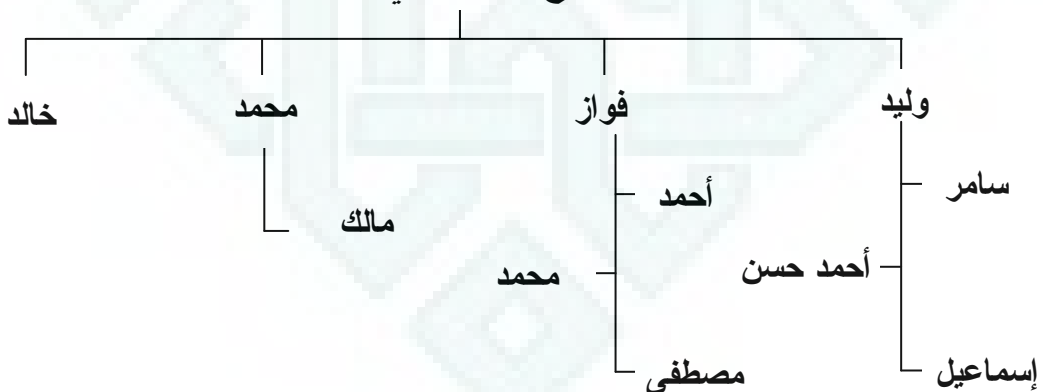 وليد
فواز
محمد
خالد
سامر
أحمد
مالك
أحمد حسن
محمد
إسماعيل
مصطفى